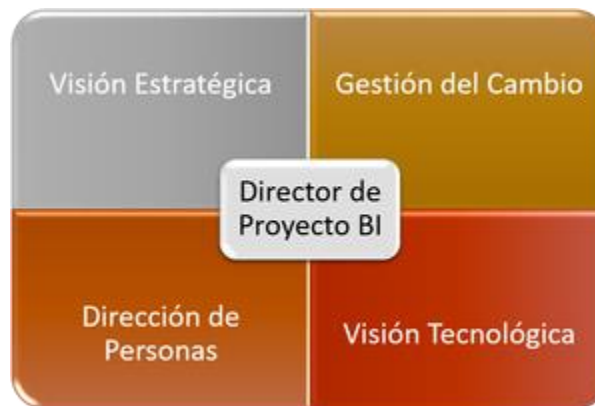 Visión Estratégica
Gestión del Cambio
Director de
Proyecto BI
Dirección de
Personas
Visión Tecnológica